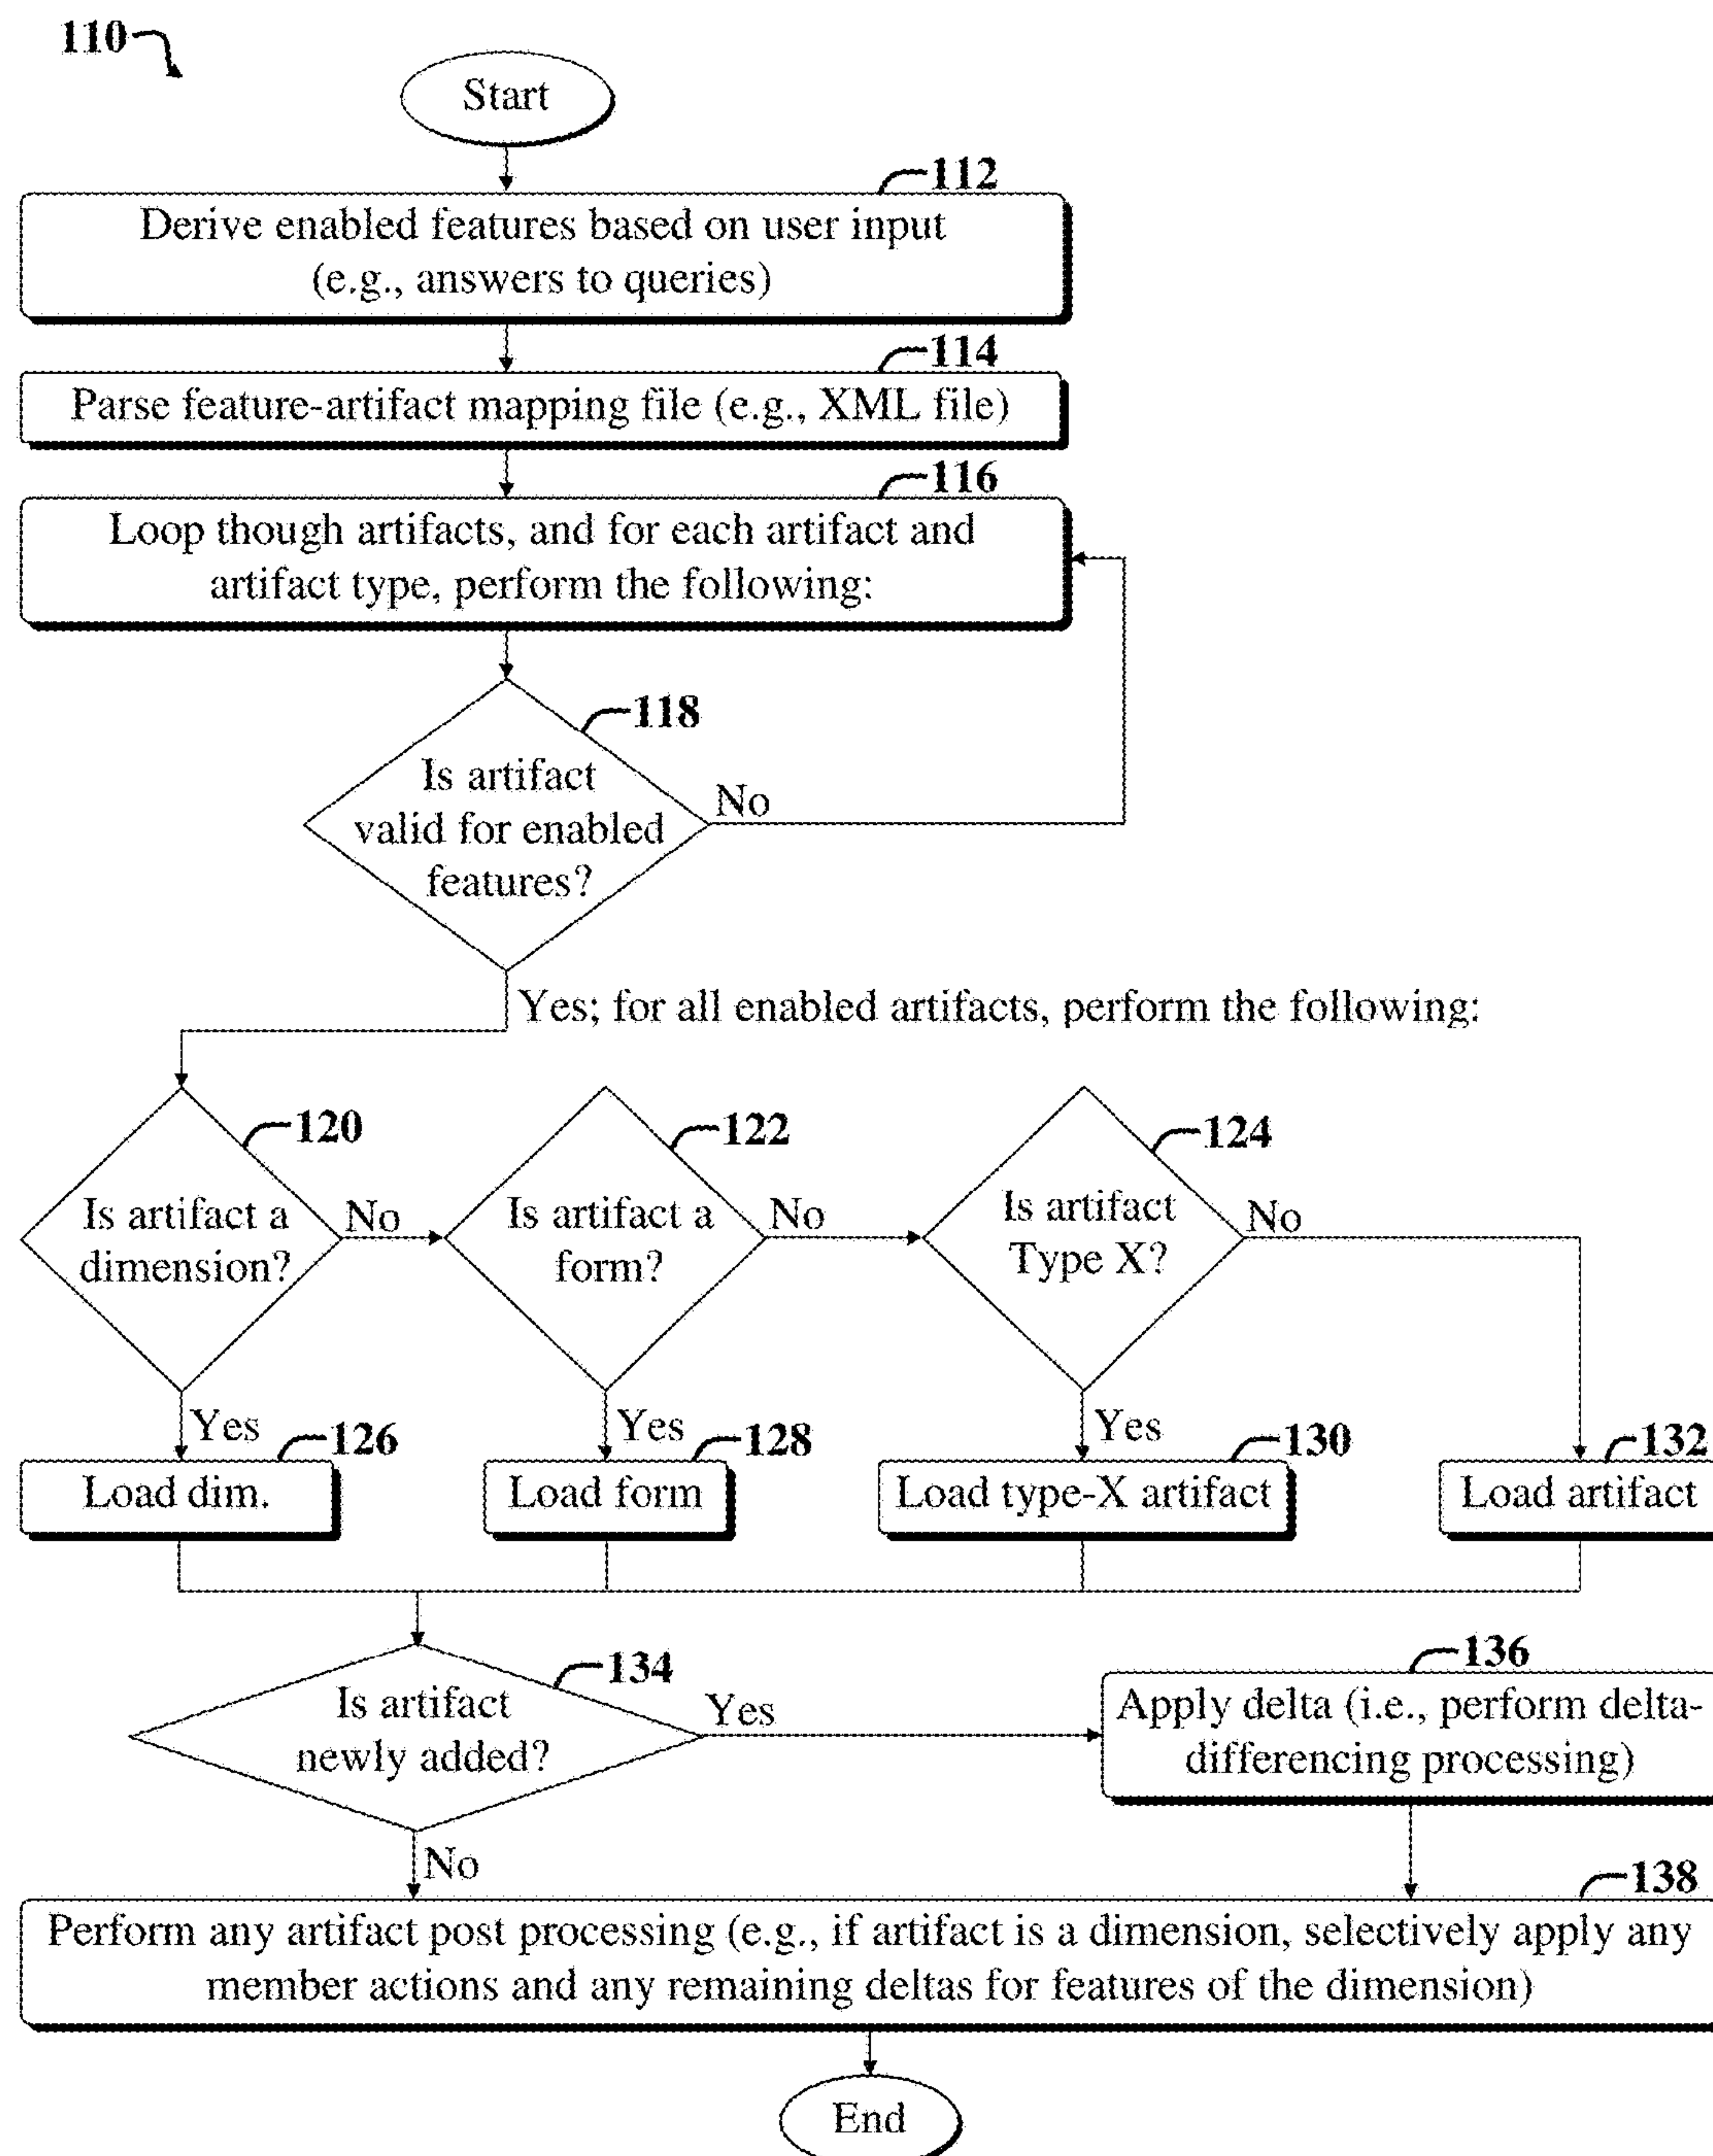 110
Start
112
Derive enabled features based on user input
(e.g., answers to queries)
114
Parse feature-artifact mapping file (e.g., XML file)
116
Loop though artifacts, and for each artifact and
artifact type, perform the following:
118
Is artifact
valid for enabled
features?
No
Yes; for all enabled artifacts, perform the following:
120
Is artifact a
dimension?
No
122
Is artifact a
form?
No
124
Is artifact
Type X?
No
Yes
126
Load dim.
Yes
128
Load form
Yes
130
Load type-X artifact
132
Load artifact
134
Is artifact
newly added?
Yes
136
Apply delta (i.e., perform delta-
differencing processing)
No
138
Perform any artifact post processing (e.g., if artifact is a dimension, selectively apply any
member actions and any remaining deltas for features of the dimension)
End